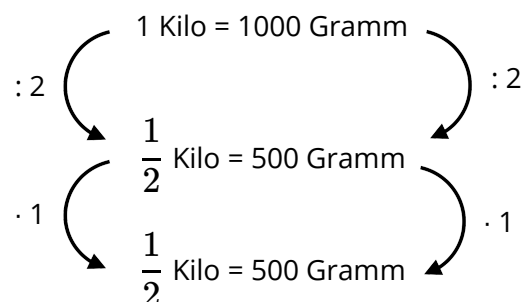 1 Kilo = 1000 Gramm
: 2 : 2
1/2 Kilo = 500 Gramm
· 1 · 1
1/2 Kilo = 500 Gramm